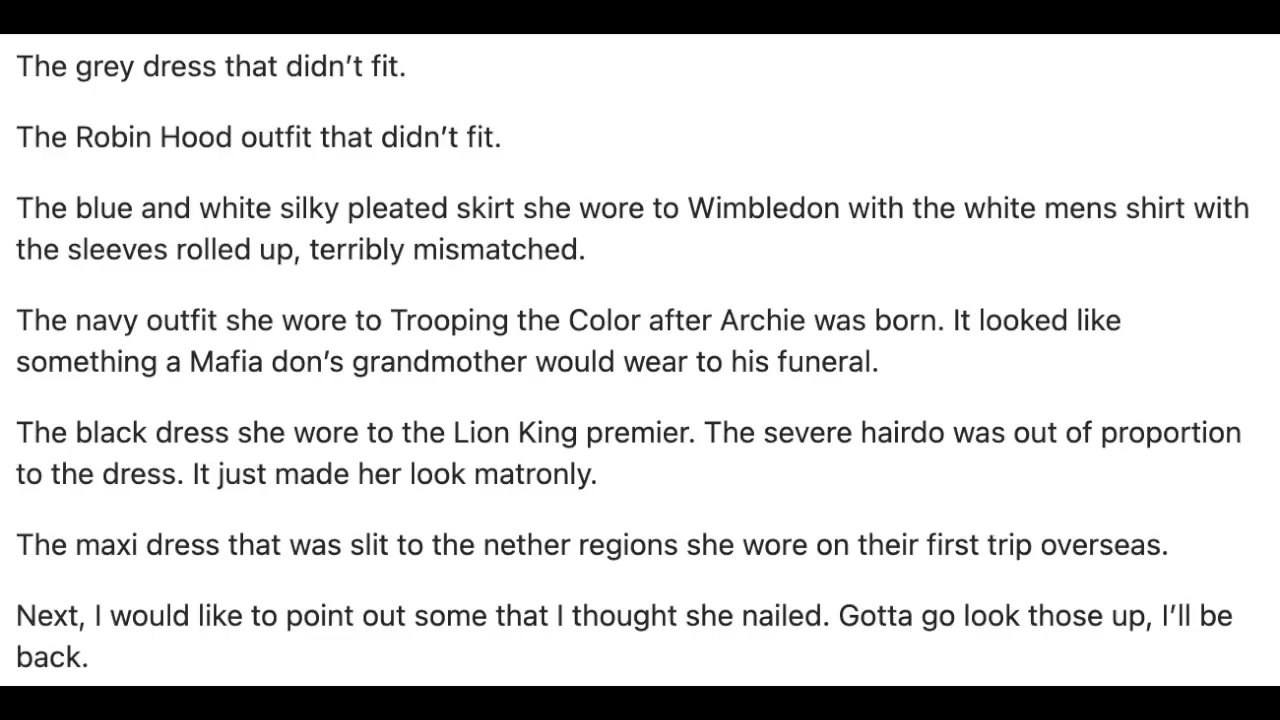 The grey dress that didn’t fit.
The Robin Hood outfit that didn’t fit.
The blue and white silky pleated skirt she wore to Wimbledon with the white mens shirt with
the sleeves rolled up, terribly mismatched.
The navy outfit she wore to Trooping the Color after Archie was born. It looked like
something a Mafia don’s grandmother would wear to his funeral.
The black dress she wore to the Lion King premier. The severe hairdo was out of proportion
to the dress. It just made her look matronly.
The maxi dress that was slit to the nether regions she wore on their first trip overseas.
Next, I would like to point out some that I thought she nailed. Gotta go look those up, I’ll be
back.